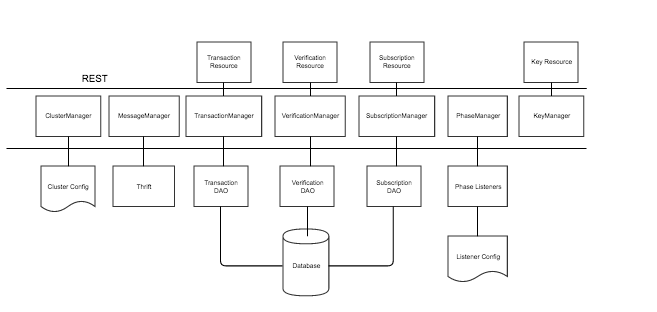 Transaction
Resource
Verification
Resource
Subscription
Resource
Key Resource
REST
ClusterManager
MessageManager
TransactionManager
VerificationManager
SubscriptionManager
PhaseManager
KeyManager
Cluster Config
Thrift
Transaction
DAO
Verification
DAO
Subscription
DAO
Phase Listeners
Database
Listener Config